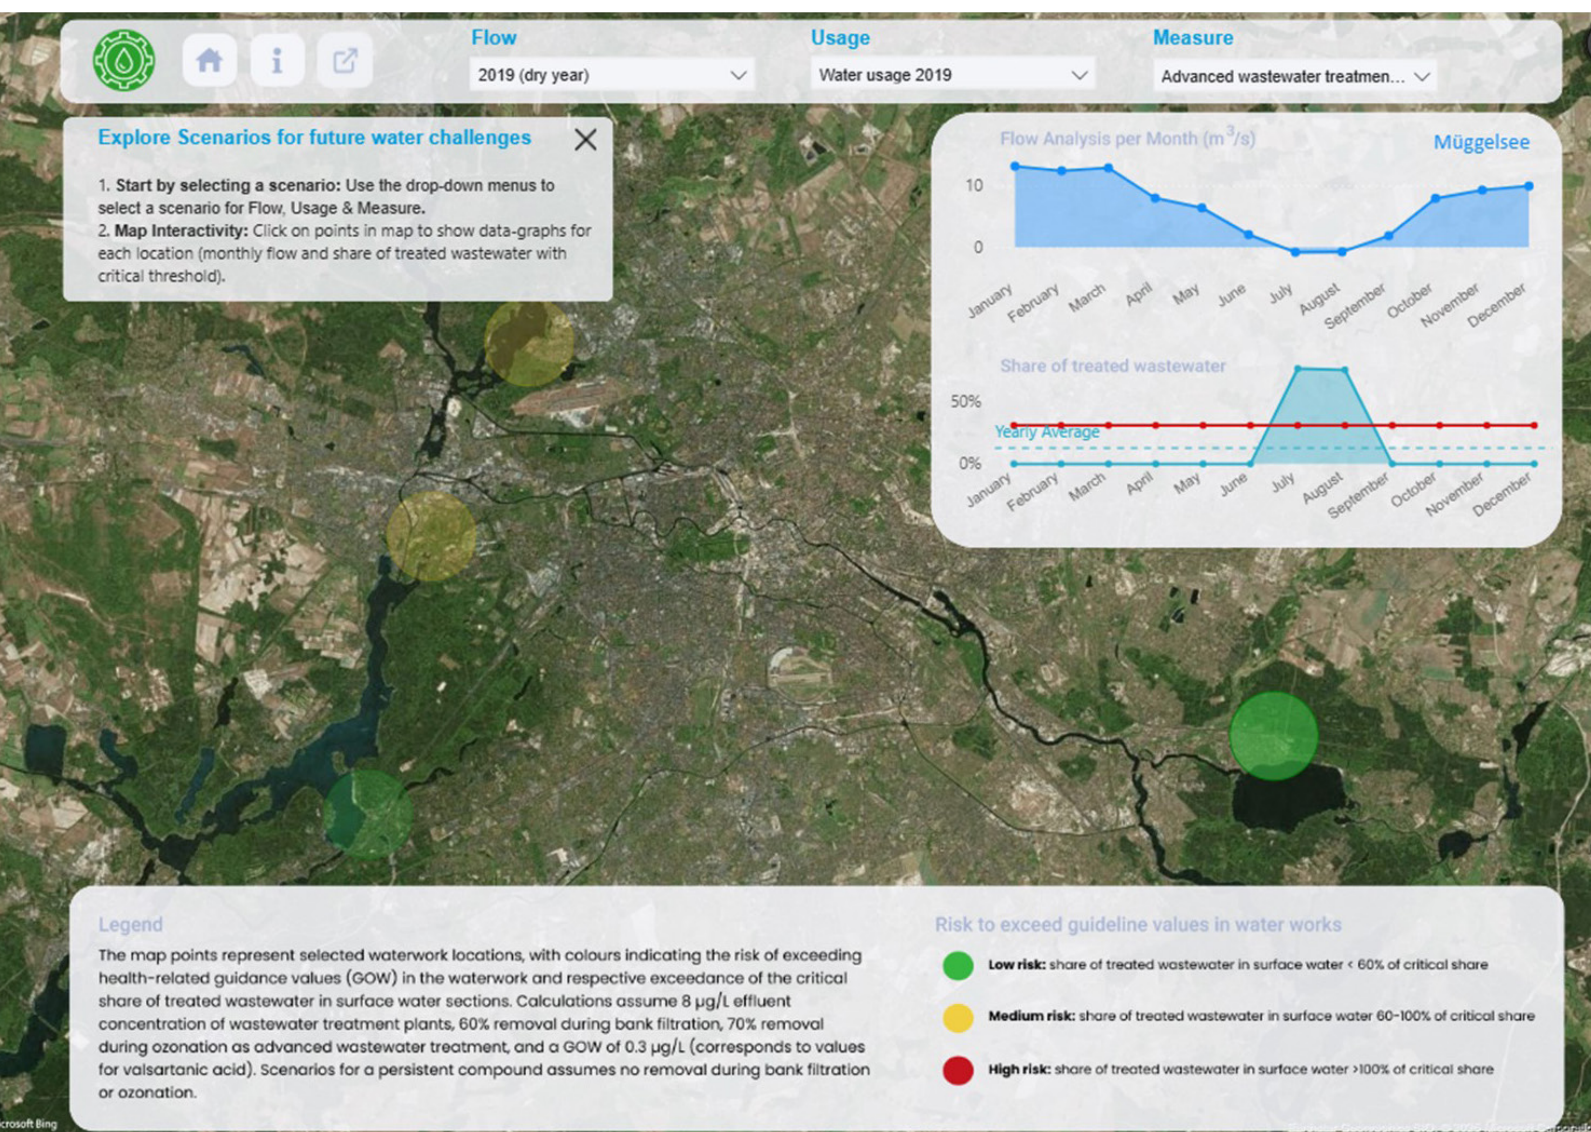 Flow
Usage
Measure
2019 (dry year)
Water usage 2019
Advanced wastewater treatmen...
Explore Scenarios for future water challenges
1. Start by selecting a scenario: Use the drop-down menus to
select a scenario for Flow, Usage & Measure.
2. Map Interactivity: Click on points in map to show data-graphs for
each location (monthly flow and share of treated wastewater with
critical threshold).
Flow Analysis per Month (m³/s)
Müggelsee
10
0
January
February
March
April
May
June
July
August
September
October
November
December
Share of treated wastewater
50%
Yearly Average
0%
January
February
March
April
May
June
July
August
September
October
November
December
Legend
The map points represent selected waterwork locations, with colours indicating the risk of exceeding
health-related guidance values (GOW) in the waterwork and respective exceedance of the critical
share of treated wastewater in surface water sections. Calculations assume 8 µg/L effluent
concentration of wastewater treatment plants, 60% removal during bank filtration, 70% removal
during ozonation as advanced wastewater treatment, and a GOW of 0.3 µg/L (corresponds to values
for valsartanic acid). Scenarios for a persistent compound assumes no removal during bank filtration
or ozonation.
Risk to exceed guideline values in water works
Low risk: share of treated wastewater in surface water < 60% of critical share
Medium risk: share of treated wastewater in surface water 60-100% of critical share
High risk: share of treated wastewater in surface water >100% of critical share
crosoft Bing